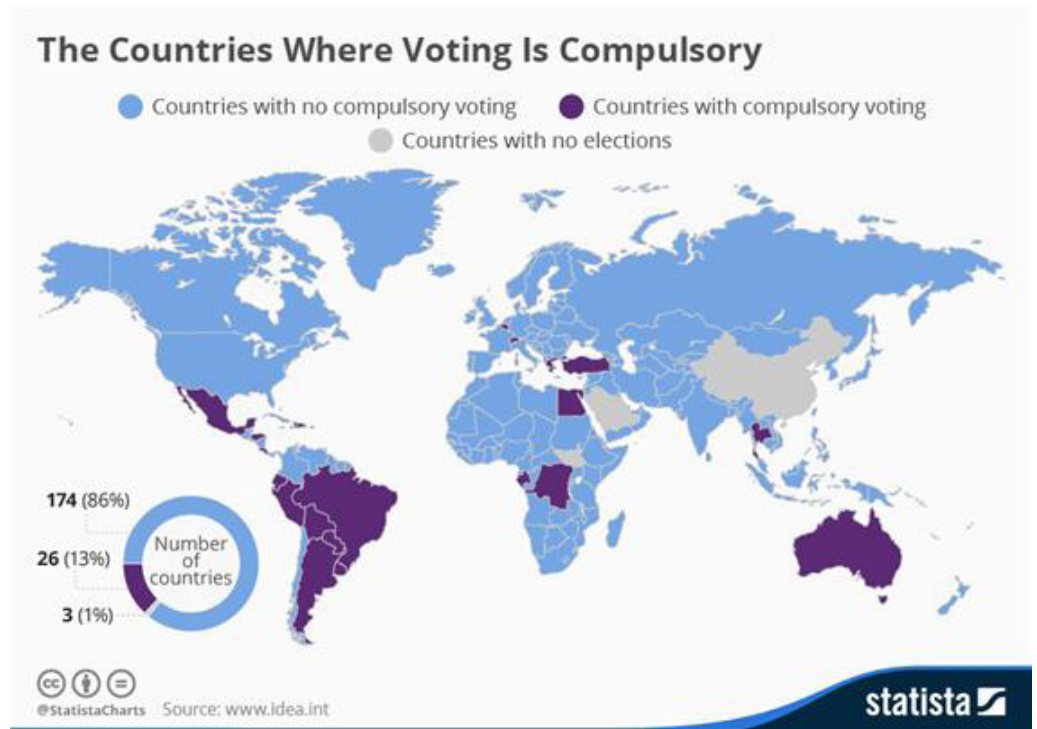 The Countries Where Voting Is Compulsory
Countries with no compulsory voting
Countries with compulsory voting
Countries with no elections
174 (86%)
26 (13%)
3 (1%)
Number
of
countries
cc
@StatistaCharts Source: www.idea.int
statista